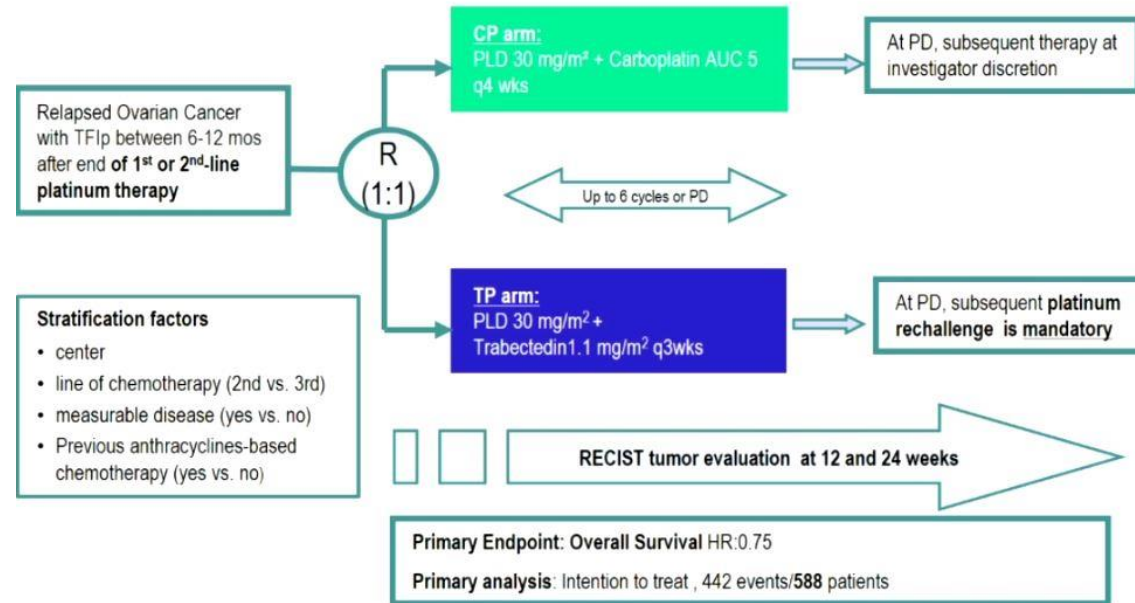 CP arm:
PLD 30 mg/m² + Carboplatin AUC 5
q4 wks
At PD, subsequent therapy at
investigator discretion
Relapsed Ovarian Cancer
with TFIp between 6-12 mos
after end of 1st or 2nd-line
platinum therapy
R
(1:1)
Up to 6 cycles or PD
TP arm:
PLD 30 mg/m2 +
Trabectedin1.1 mg/m2 q3wks
At PD, subsequent platinum
rechallenge is mandatory
Stratification factors
• center
• line of chemotherapy (2nd vs. 3rd)
• measurable disease (yes vs. no)
• Previous anthracyclines-based
chemotherapy (yes vs. no)
RECIST tumor evaluation at 12 and 24 weeks
Primary Endpoint: Overall Survival HR:0.75
Primary analysis: Intention to treat , 442 events/588 patients